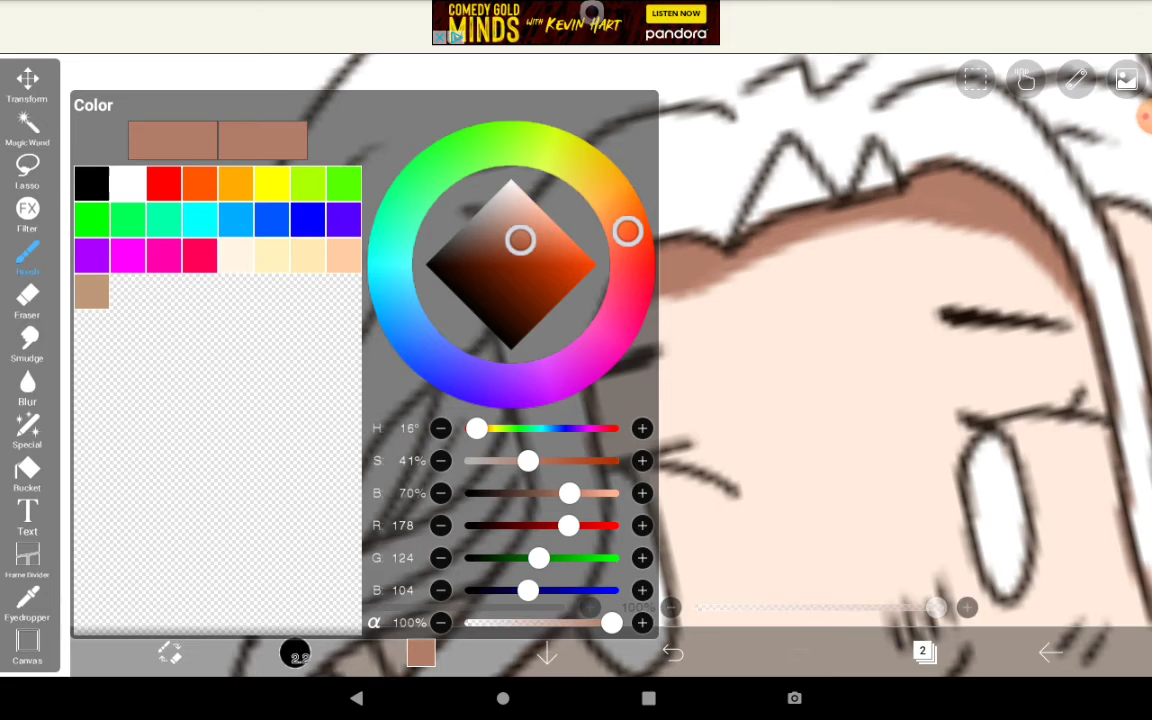 COMEDY GOLD
MINDS WITH KEVIN HART
LISTEN NOW
pandora
Color
Transform
Magic Wand
Lasso
FX
Filter
Brush
Eraser
Smudge
Blur
Special
Bucket
T
Text
Frame Divider
Eyedropper
Canvas
H: 16°
S: 41%
B: 70%
R: 178
G: 124
B: 104
α 100%
100%
2